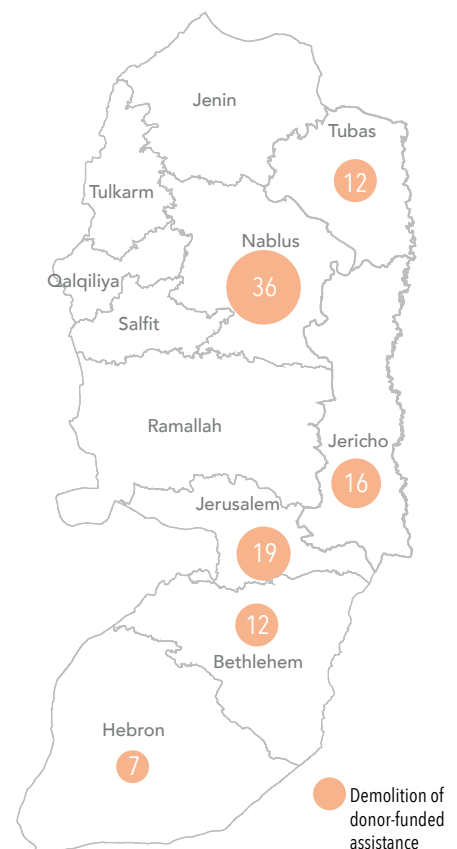 Jenin
Tubas
12
Tulkarm
Nablus
36
Qalqiliya
Salfit
Ramallah
Jericho
16
Jerusalem
19
12
Bethlehem
Hebron
7
Demolition of
donor-funded
assistance